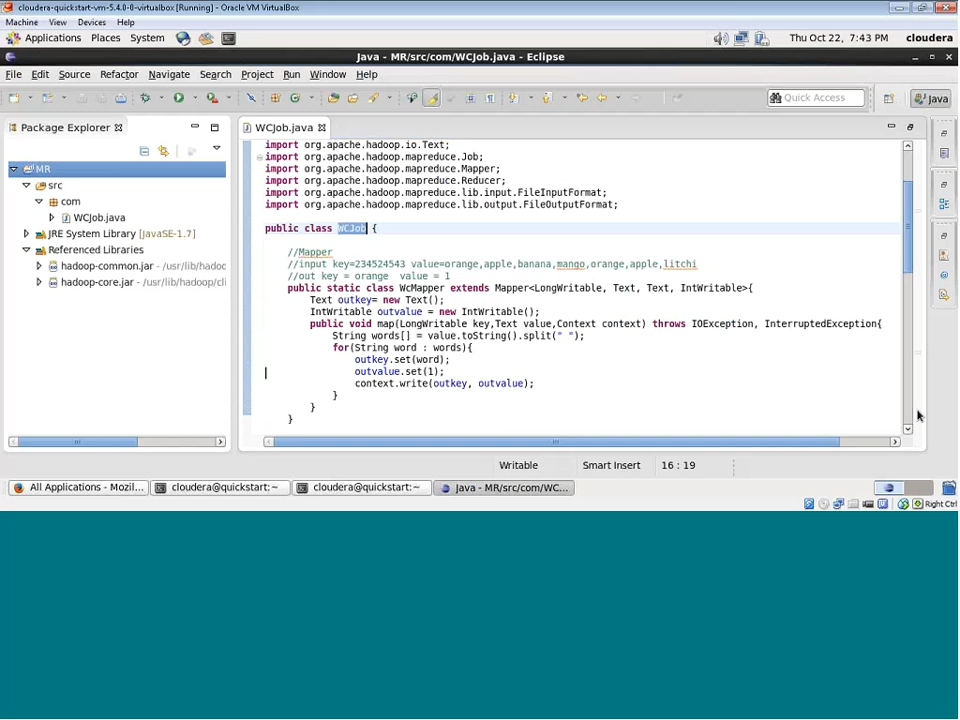 cloudera-quickstart-vm-5.4.0-0-virtualbox [Running] - Oracle VM VirtualBox
Machine View Devices Help
Applications Places System Thu Oct 22, 7:43 PM cloudera
Java - MR/src/com/WCJob.java - Eclipse
File Edit Source Refactor Navigate Search Project Run Window Help
Quick Access Java
Package Explorer
MR
src
com
WCJob.java
JRE System Library [JavaSE-1.7]
Referenced Libraries
hadoop-common.jar - /usr/lib/hadoo
hadoop-core.jar - /usr/lib/hadoop/cli
WCJob.java
import org.apache.hadoop.io.Text;
import org.apache.hadoop.mapreduce.Job;
import org.apache.hadoop.mapreduce.Mapper;
import org.apache.hadoop.mapreduce.Reducer;
import org.apache.hadoop.mapreduce.lib.input.FileInputFormat;
import org.apache.hadoop.mapreduce.lib.output.FileOutputFormat;
public class WCJob {
//Mapper
//input key=234524543 value=orange,apple,banana,mango,orange,apple,litchi
//out key = orange value = 1
public static class WcMapper extends Mapper<LongWritable, Text, Text, IntWritable>{
Text outkey= new Text();
IntWritable outvalue = new IntWritable();
public void map(LongWritable key,Text value,Context context) throws IOException, InterruptedException{
String words[] = value.toString().split(" ");
for(String word : words){
outkey.set(word);
outvalue.set(1);
context.write(outkey, outvalue);
}
}
}
Writable Smart Insert 16 : 19
All Applications - Mozil... cloudera@quickstart:~ cloudera@quickstart:~ Java - MR/src/com/WC...
Right Ctrl